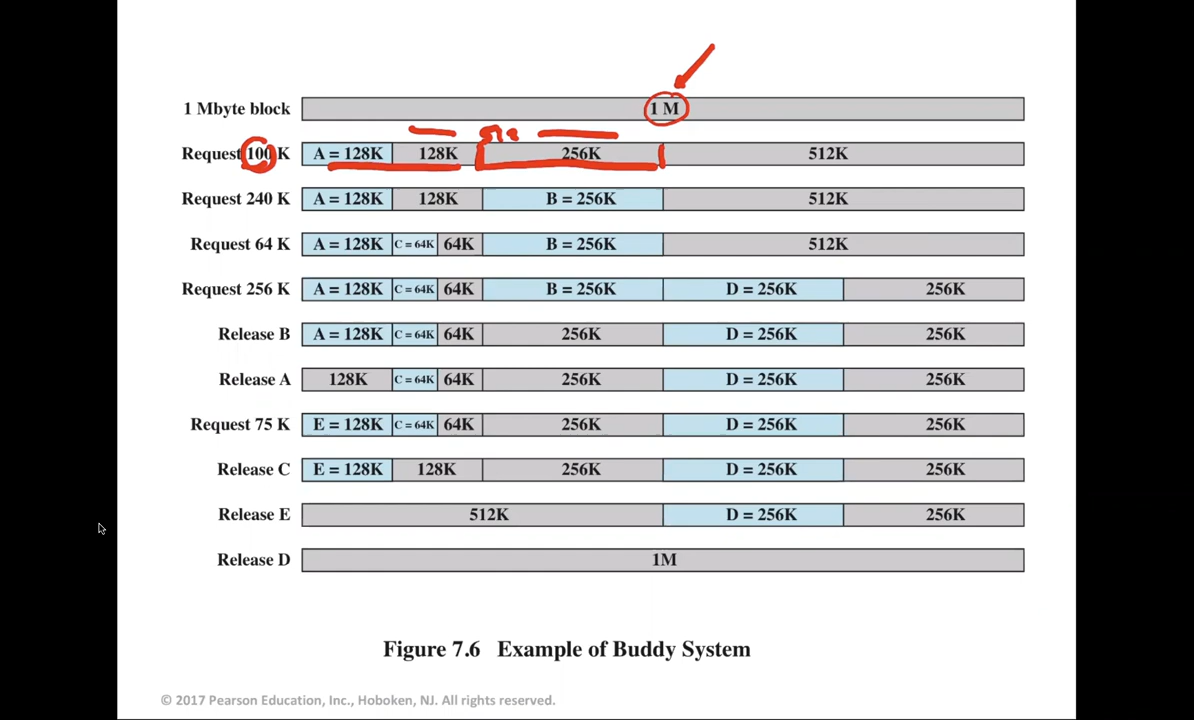 1 Mbyte block 1 M
Request 100 K A = 128K 128K 256K 512K
Request 240 K A = 128K 128K B = 256K 512K
Request 64 K A = 128K C = 64K 64K B = 256K 512K
Request 256 K A = 128K C = 64K 64K B = 256K D = 256K 256K
Release B A = 128K C = 64K 64K 256K D = 256K 256K
Release A 128K C = 64K 64K 256K D = 256K 256K
Request 75 K E = 128K C = 64K 64K 256K D = 256K 256K
Release C E = 128K 128K 256K D = 256K 256K
Release E 512K D = 256K 256K
Release D 1M
Figure 7.6 Example of Buddy System
© 2017 Pearson Education, Inc., Hoboken, NJ. All rights reserved.